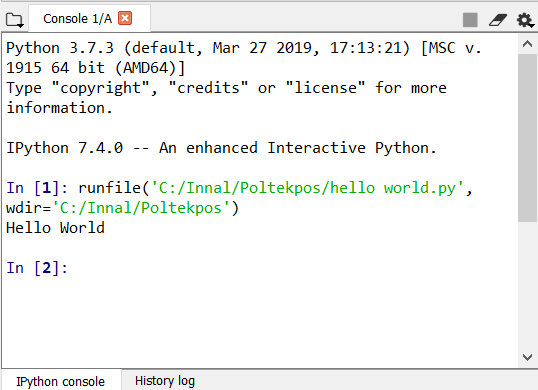 Console 1/A
Python 3.7.3 (default, Mar 27 2019, 17:13:21) [MSC v.
1915 64 bit (AMD64)]
Type "copyright", "credits" or "license" for more
information.
IPython 7.4.0 -- An enhanced Interactive Python.
In [1]: runfile('C:/Innal/Poltekpos/hello world.py',
wdir='C:/Innal/Poltekpos')
Hello World
In [2]:
IPython console History log